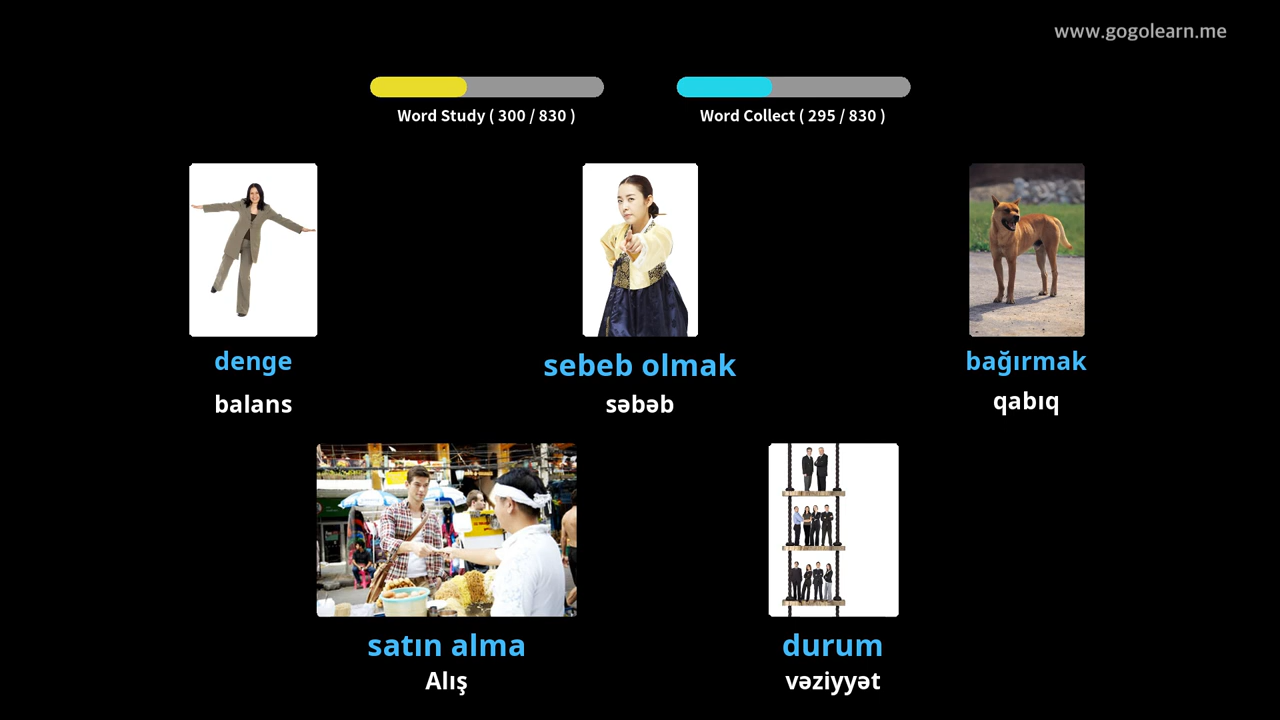 www.gogolearn.me
Word Study ( 300 / 830 )
Word Collect ( 295 / 830 )
denge
balans
sebeb olmak
səbəb
bağırmak
qabıq
satın alma
Alış
durum
vəziyyət